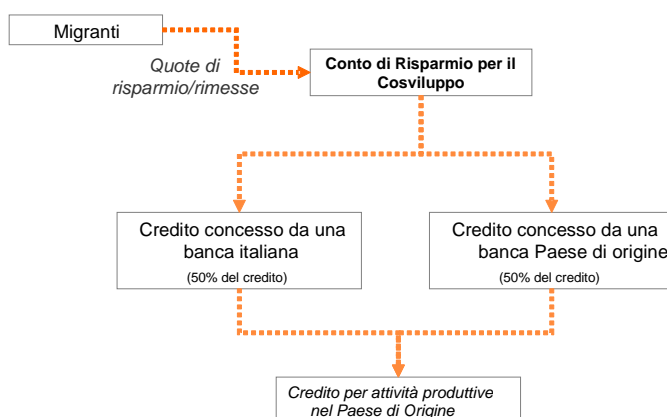 Migranti
Quote di
risparmio/rimesse
Conto di Risparmio per il
Cosviluppo
Credito concesso da una
banca italiana
(50% del credito)
Credito concesso da una
banca Paese di origine
(50% del credito)
Credito per attività produttive
nel Paese di Origine